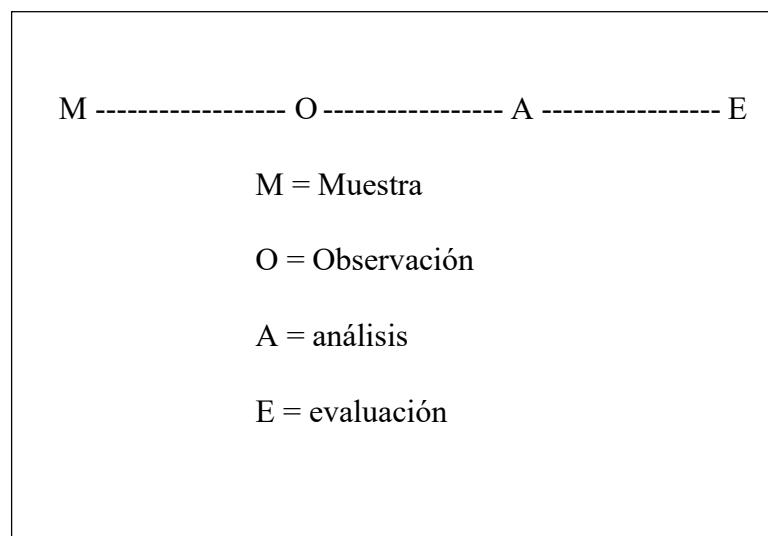 M ------------------ O ----------------- A ----------------- E
M = Muestra
O = Observación
A = análisis
E = evaluación